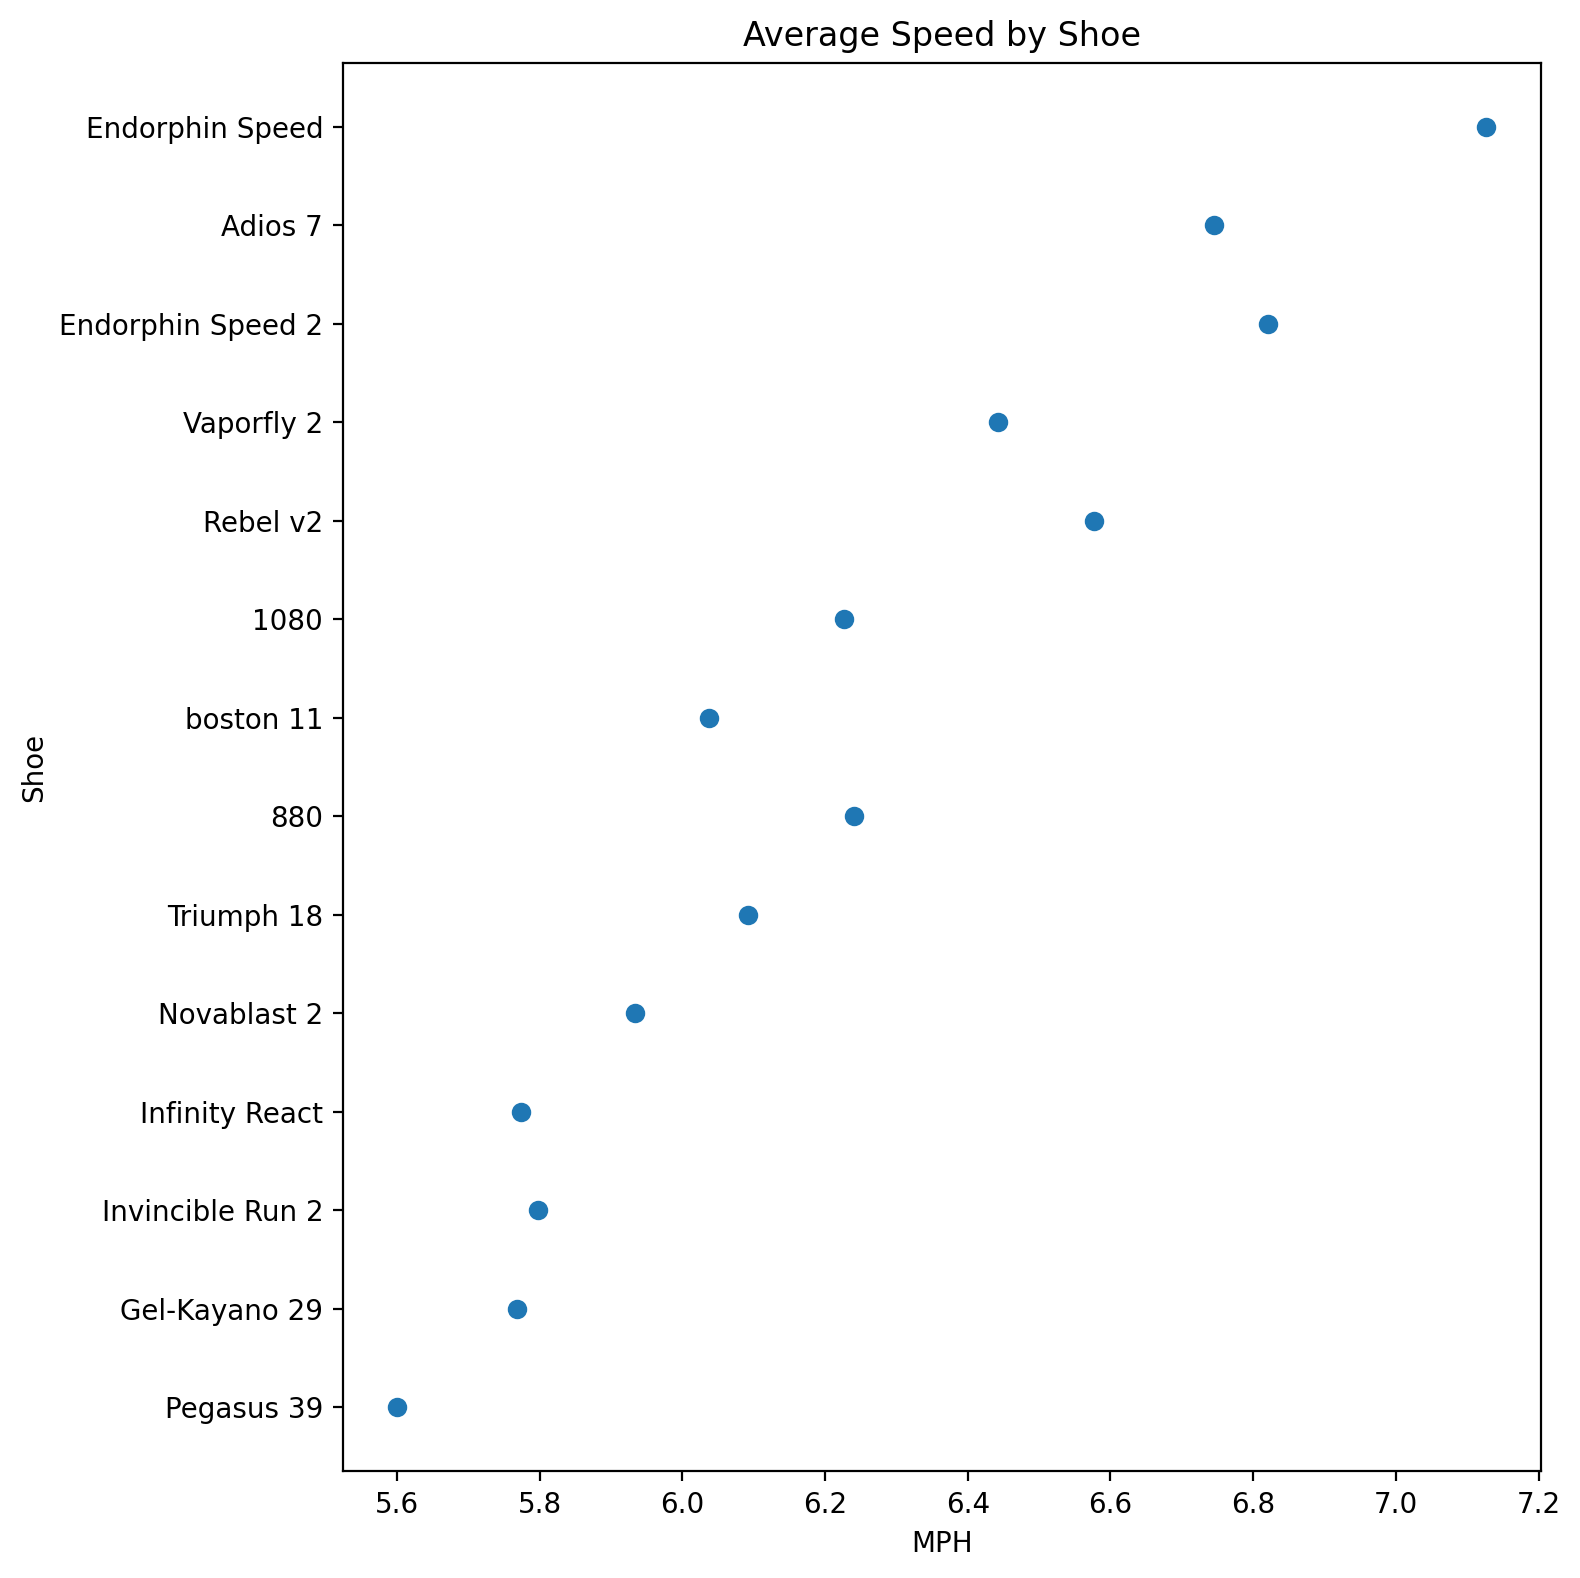 Average Speed by Shoe
Endorphin Speed
Adios 7
Endorphin Speed 2
Vaporfly 2
Rebel v2
1080
boston 11
880
Triumph 18
Novablast 2
Infinity React
Invincible Run 2
Gel-Kayano 29
Pegasus 39
Shoe
5.6 5.8 6.0 6.2 6.4 6.6 6.8 7.0 7.2
MPH